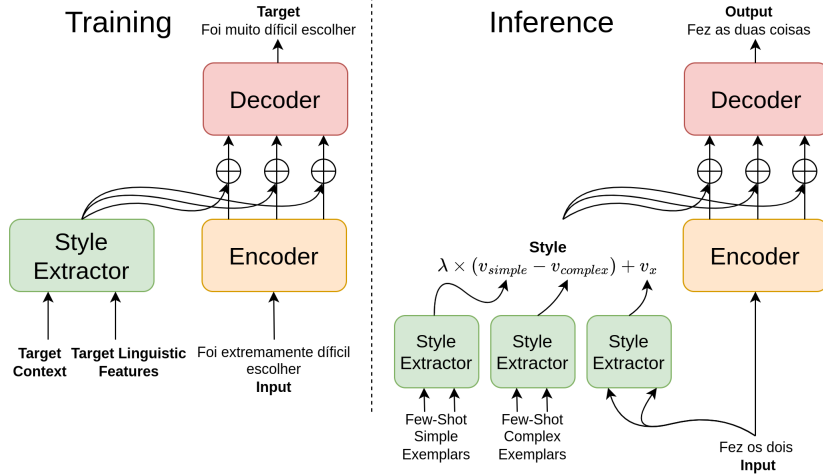 Training
Target
Foi muito díficil escolher
Decoder
Style
Extractor
Encoder
Target
Context
Target Linguistic
Features
Foi extremamente díficil
escolher
Input
Inference
Output
Fez as duas coisas
Decoder
Encoder
Style
λ × (v_simple − v_complex) + v_x
Style
Extractor
Style
Extractor
Style
Extractor
Few-Shot
Simple
Exemplars
Few-Shot
Complex
Exemplars
Fez os dois
Input